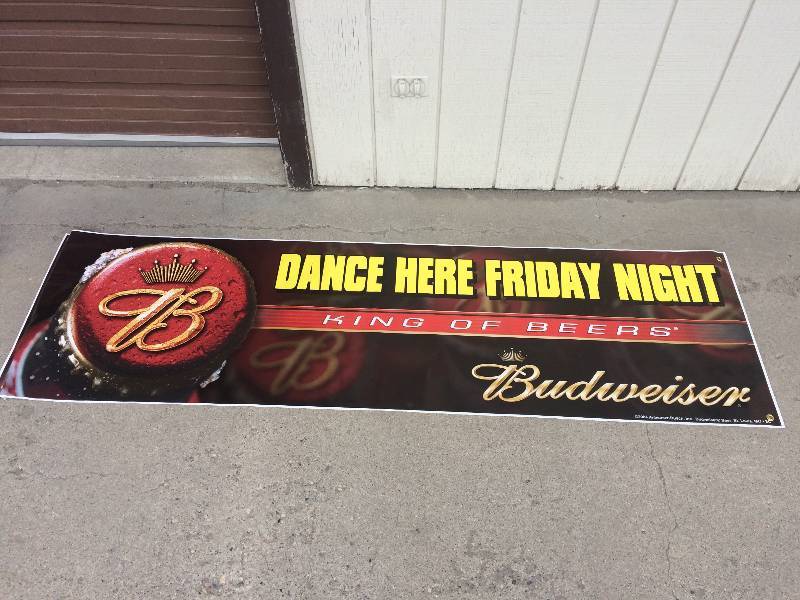 DANCE HERE FRIDAY NIGHT
KING OF BEERS®
B
B
Budweiser